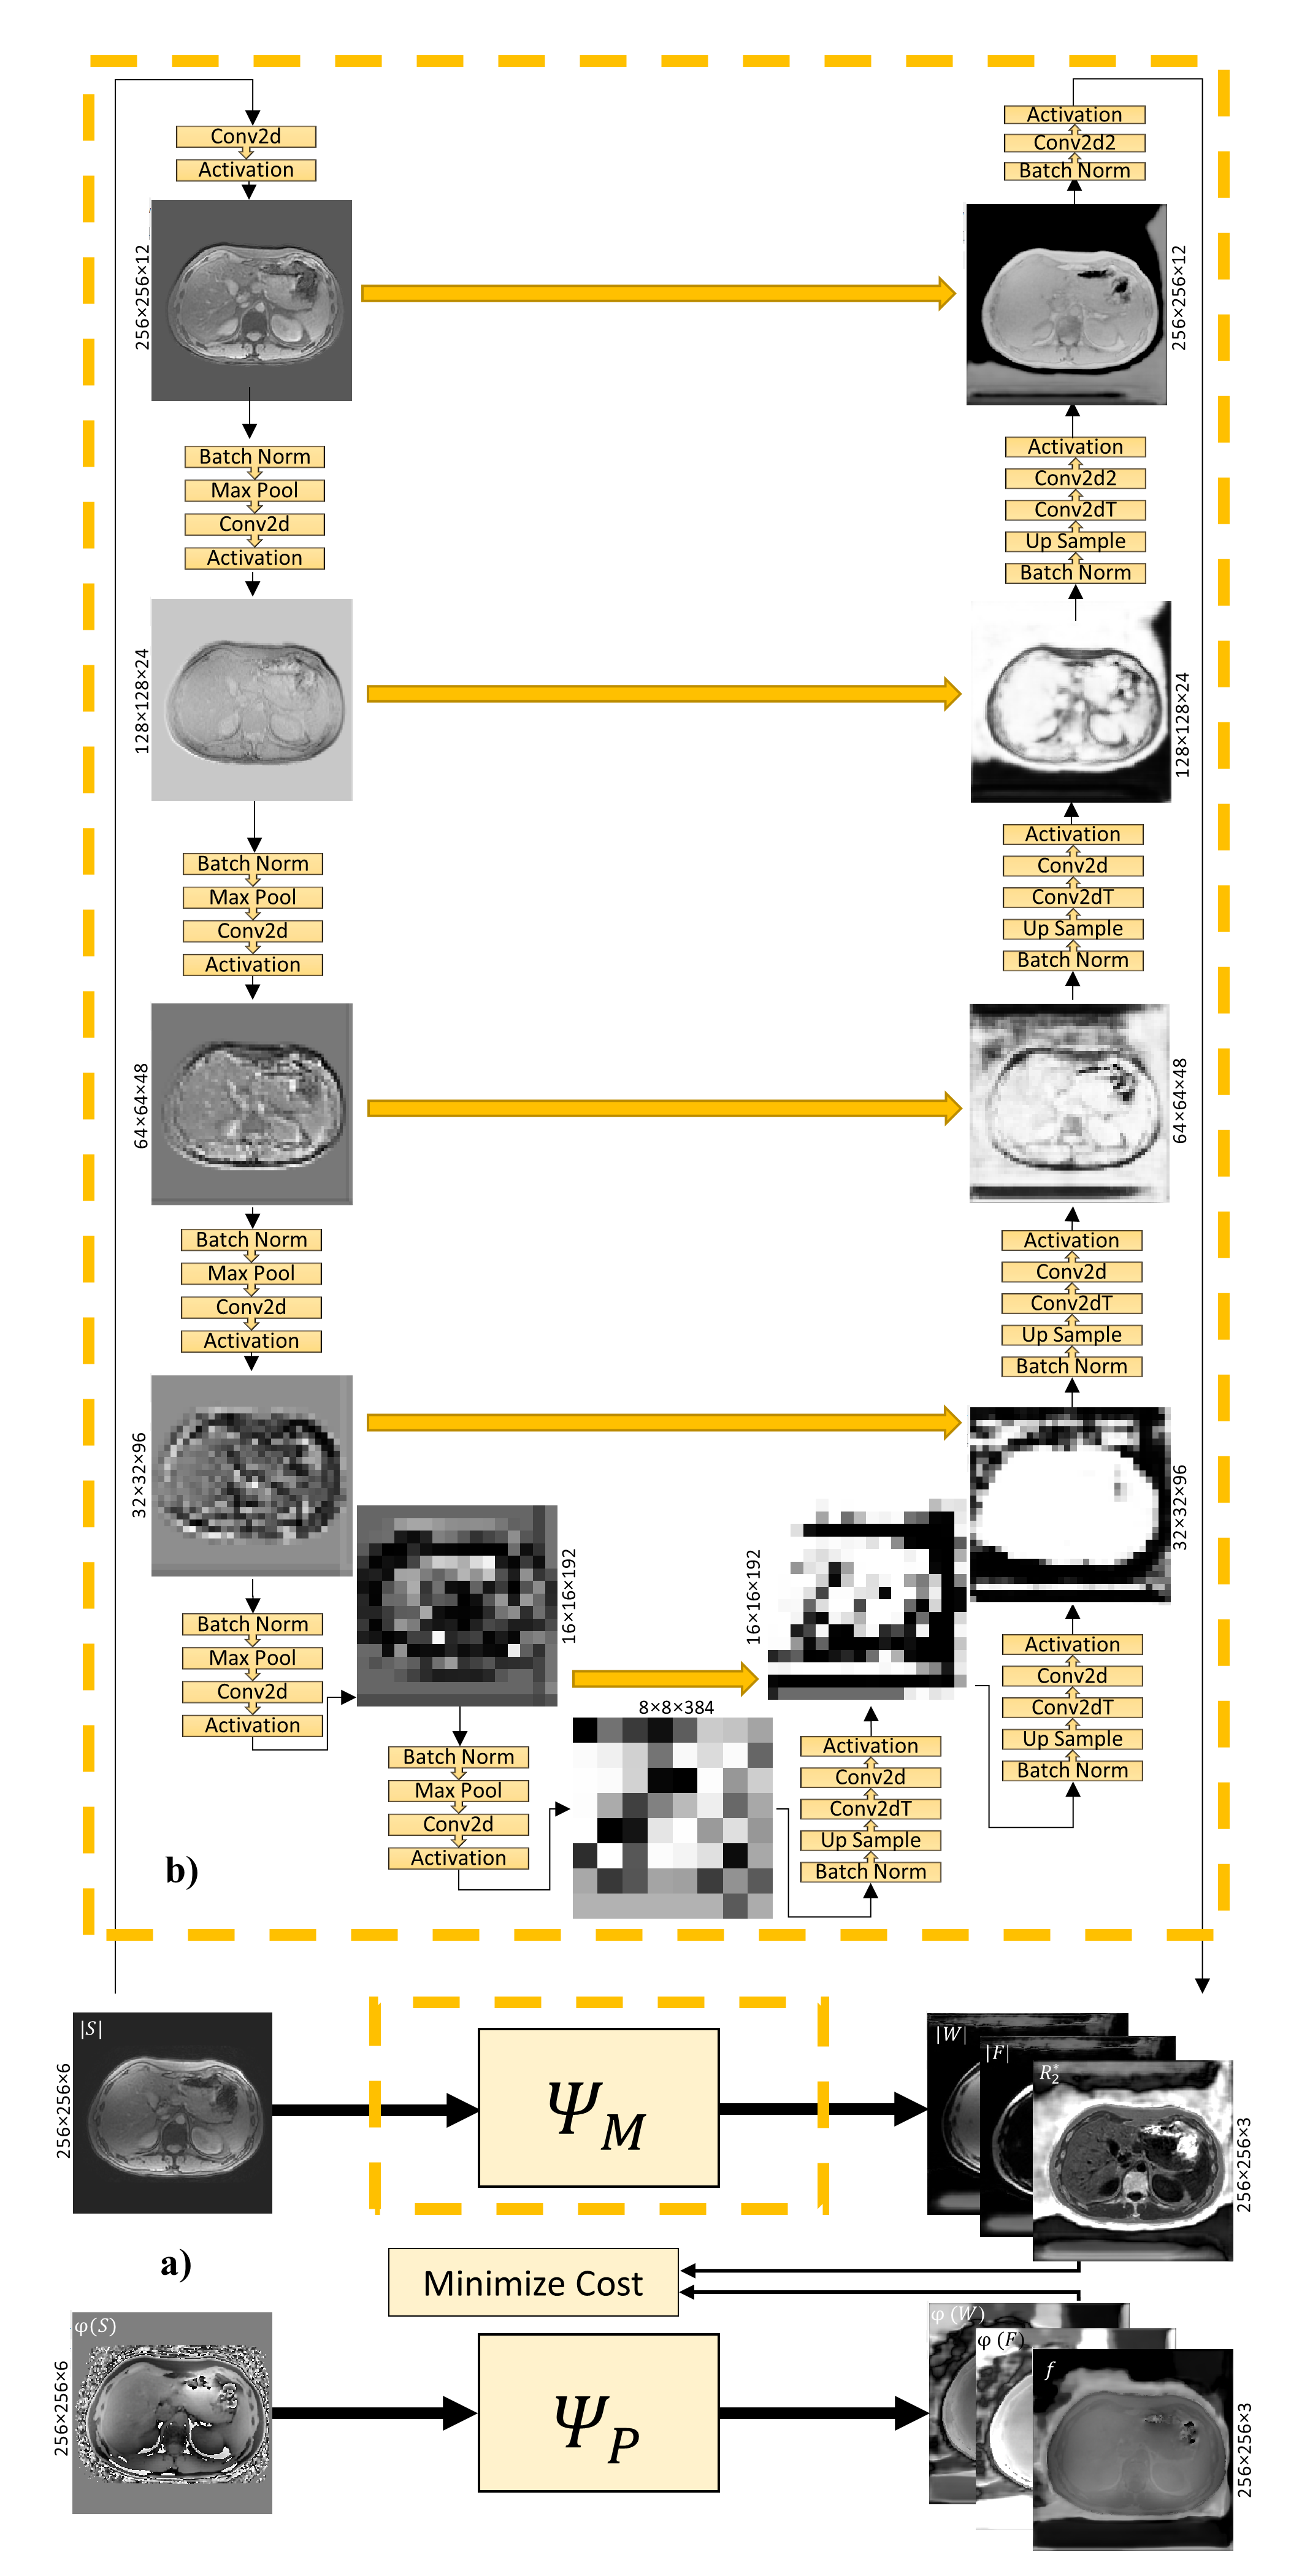 Conv2d
Activation
256×256×12
Batch Norm
Max Pool
Conv2d
Activation
128×128×24
Batch Norm
Max Pool
Conv2d
Activation
64×64×48
Batch Norm
Max Pool
Conv2d
Activation
32×32×96
Batch Norm
Max Pool
Conv2d
Activation
16×16×192
Batch Norm
Max Pool
Conv2d
Activation
8×8×384
Activation
Conv2d
Conv2dT
Up Sample
Batch Norm
16×16×192
Activation
Conv2d
Conv2dT
Up Sample
Batch Norm
32×32×96
Activation
Conv2d
Conv2dT
Up Sample
Batch Norm
64×64×48
Activation
Conv2d
Conv2dT
Up Sample
Batch Norm
128×128×24
Activation
Conv2d2
Conv2dT
Up Sample
Batch Norm
256×256×12
Activation
Conv2d2
Batch Norm
b)
|S|
256×256×6
Ψ_M
|W|
|F|
R₂*
256×256×3
a)
Minimize Cost
φ(S)
256×256×6
Ψ_P
φ (W)
φ (F)
f
256×256×3